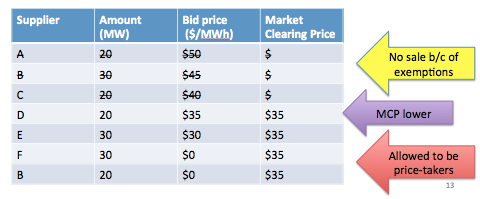 Supplier Amount (MW) Bid price ($/MWh) Market Clearing Price
A 20 $50 $
B 30 $45 $
C 20 $40 $
D 20 $35 $35
E 30 $30 $35
F 30 $0 $35
B 20 $0 $35
No sale b/c of
exemptions
MCP lower
Allowed to be
price-takers
13